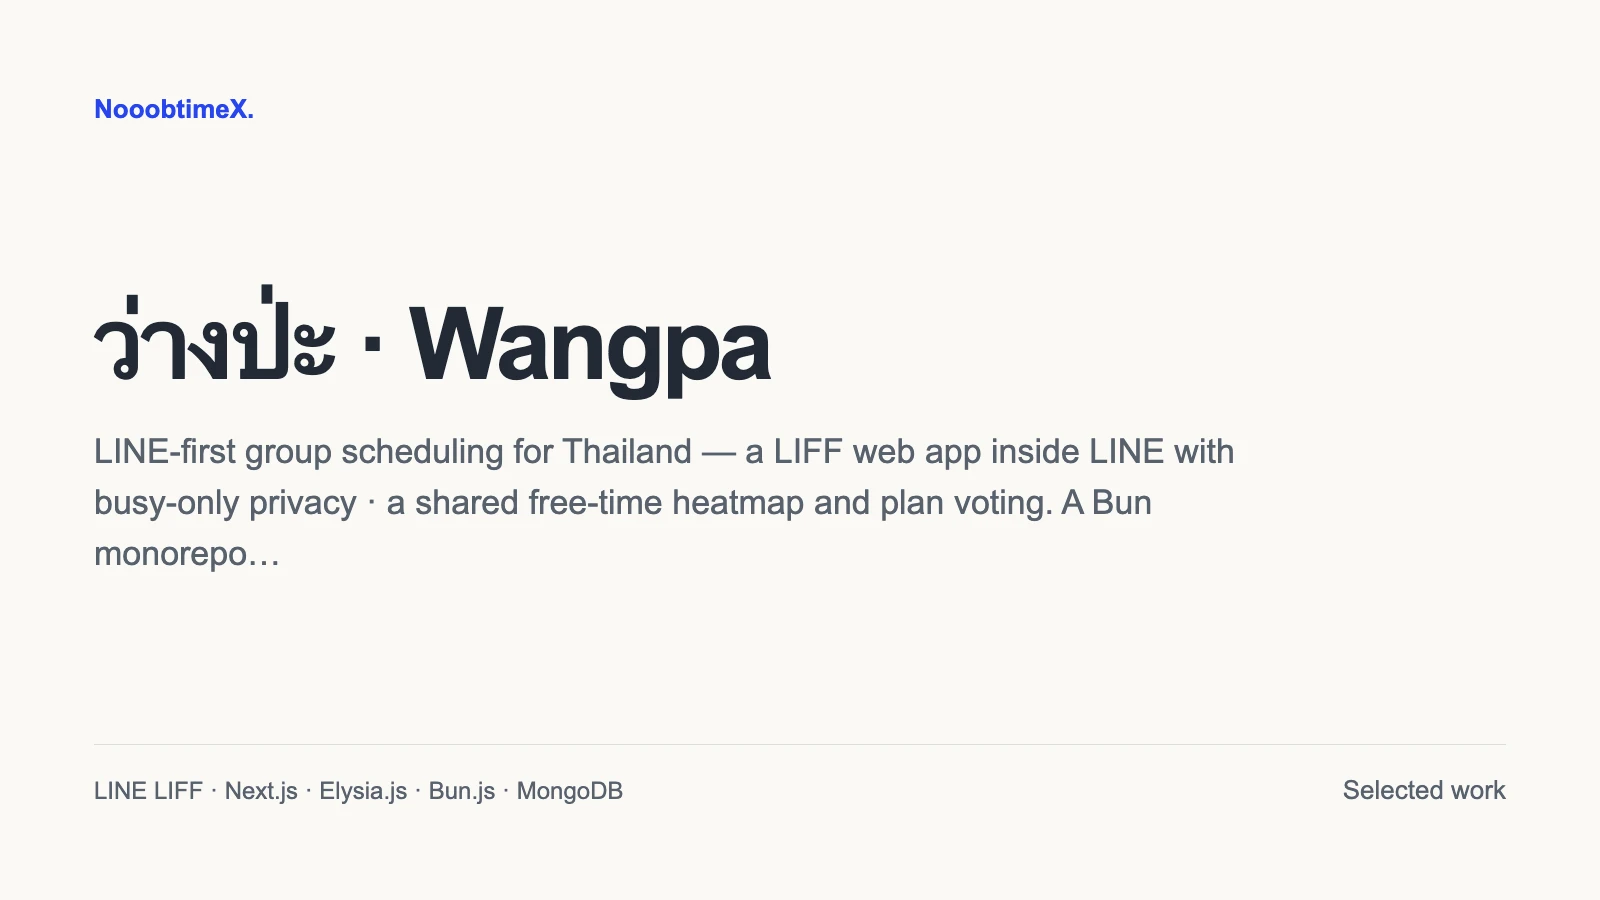 NooobtimeX.
ว่างป่ะ · Wangpa
LINE-first group scheduling for Thailand — a LIFF web app inside LINE with
busy-only privacy · a shared free-time heatmap and plan voting. A Bun
monorepo…
LINE LIFF · Next.js · Elysia.js · Bun.js · MongoDB
Selected work